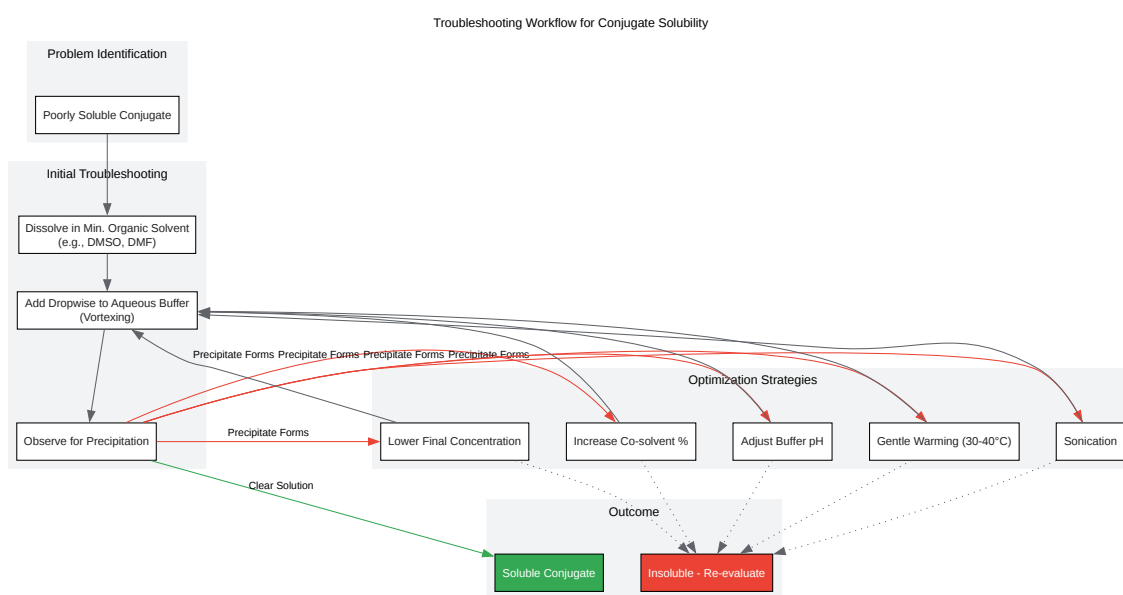 Troubleshooting Workflow for Conjugate Solubility
Problem Identification
Poorly Soluble Conjugate
Initial Troubleshooting
Dissolve in Min. Organic Solvent
(e.g., DMSO, DMF)
Add Dropwise to Aqueous Buffer
(Vortexing)
Precipitate Forms Precipitate Forms Precipitate Forms Precipitate Forms
Optimization Strategies
Observe for Precipitation
Precipitate Forms
Lower Final Concentration
Increase Co-solvent %
Adjust Buffer pH
Gentle Warming (30-40°C)
Sonication
Clear Solution
Outcome
Soluble Conjugate
Insoluble - Re-evaluate